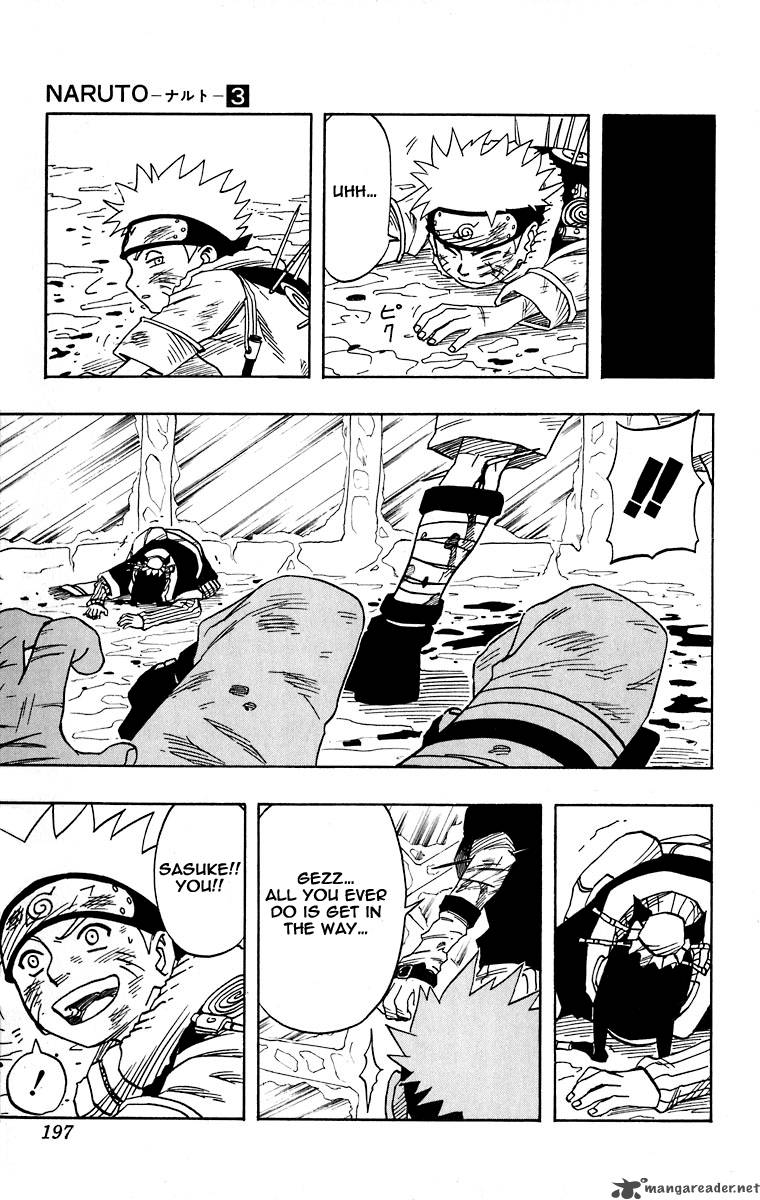 NARUTO —ナルト— 3
UHH...
ピク
!!
GEZZ...
ALL YOU EVER
DO IS GET IN
THE WAY...
SASUKE!!
YOU!!
!
197
mangareader.net